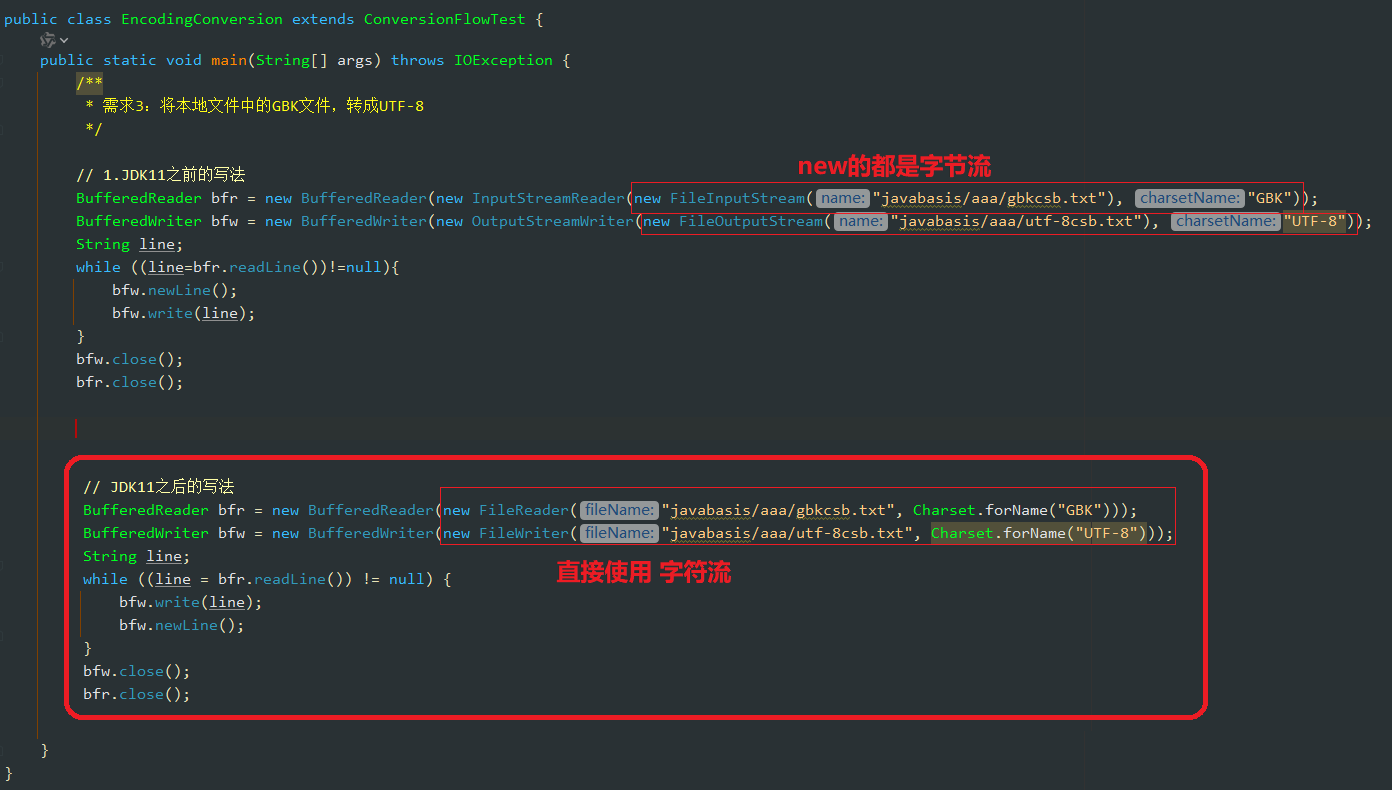 public class EncodingConversion extends ConversionFlowTest {
public static void main(String[] args) throws IOException {
/**
* 需求3：将本地文件中的GBK文件，转成UTF-8
*/
// 1.JDK11之前的写法
new的都是字节流
BufferedReader bfr = new BufferedReader(new InputStreamReader(new FileInputStream( name: "javabasis/aaa/gbkcsb.txt"), charsetName: "GBK"));
BufferedWriter bfw = new BufferedWriter(new OutputStreamWriter(new FileOutputStream( name: "javabasis/aaa/utf-8csb.txt"), charsetName: "UTF-8"));
String line;
while ((line=bfr.readLine())!=null){
bfw.newLine();
bfw.write(line);
}
bfw.close();
bfr.close();
// JDK11之后的写法
BufferedReader bfr = new BufferedReader(new FileReader( fileName: "javabasis/aaa/gbkcsb.txt", Charset.forName("GBK")));
BufferedWriter bfw = new BufferedWriter(new FileWriter( fileName: "javabasis/aaa/utf-8csb.txt", Charset.forName("UTF-8")));
String line;
直接使用 字符流
while ((line = bfr.readLine()) != null) {
bfw.write(line);
bfw.newLine();
}
bfw.close();
bfr.close();
}
}